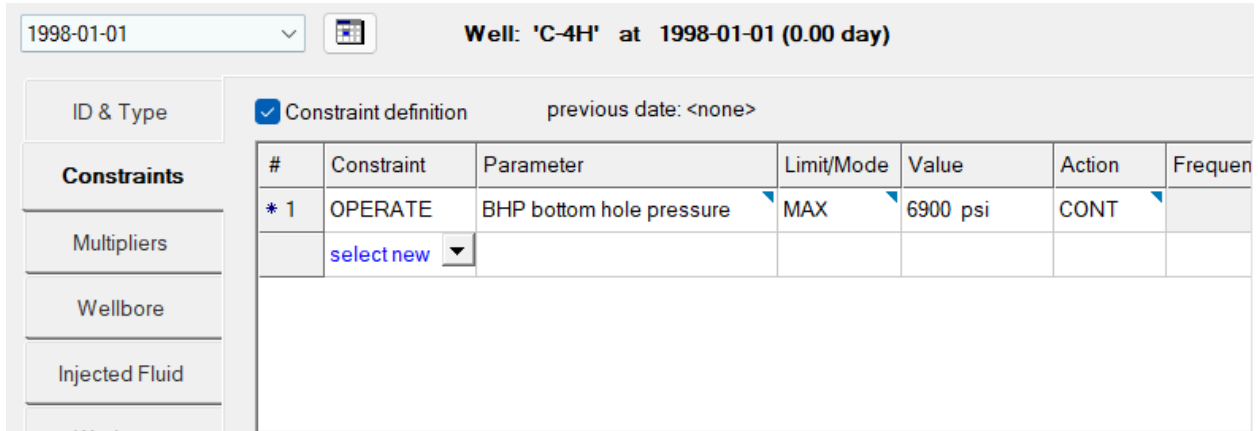 1998-01-01
Well: 'C-4H' at 1998-01-01 (0.00 day)
ID & Type
Constraint definition previous date: <none>
Constraints
# Constraint Parameter Limit/Mode Value Action Frequen
* 1 OPERATE BHP bottom hole pressure MAX 6900 psi CONT
select new
Multipliers
Wellbore
Injected Fluid